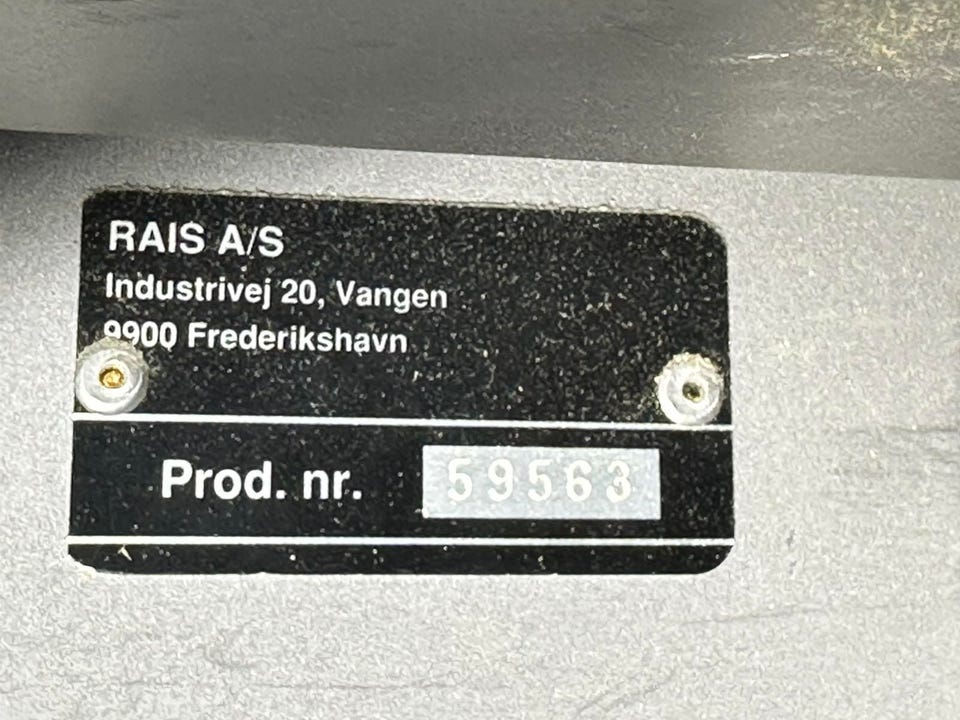 RAIS A/S
Industrivej 20, Vangen
9900 Frederikshavn
Prod. nr. 59563